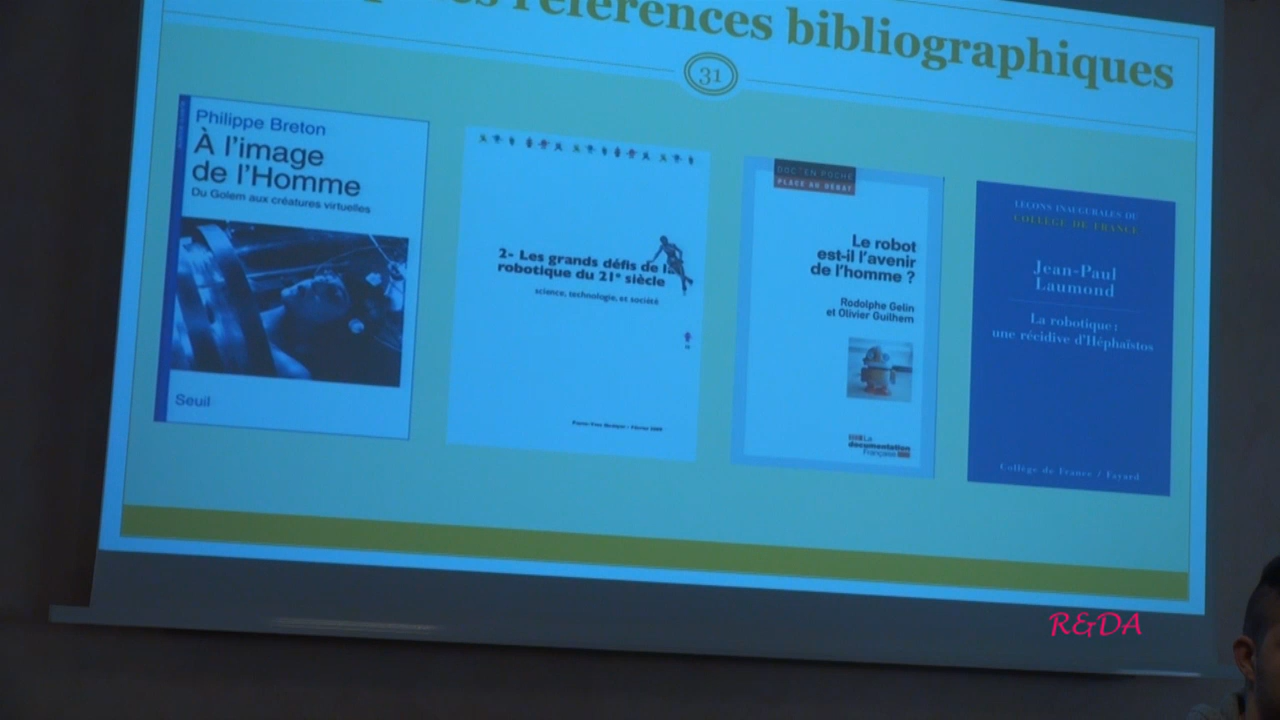 références bibliographiques
31
Philippe Breton
À l'image
de l'Homme
Du Golem aux créatures virtuelles
Seuil
2- Les grands défis de la
robotique du 21e siècle
science, technologie, et société
DOC' EN POCHE
PLACE AU DÉBAT
Le robot
est-il l'avenir
de l'homme ?
Rodolphe Gelin
et Olivier Guilhem
La
documentation
Française
LEÇONS INAUGURALES DU
COLLÈGE DE FRANCE
Jean-Paul
Laumond
La robotique :
une récidive d'Héphaïstos
Collège de France / Fayard
R&DA